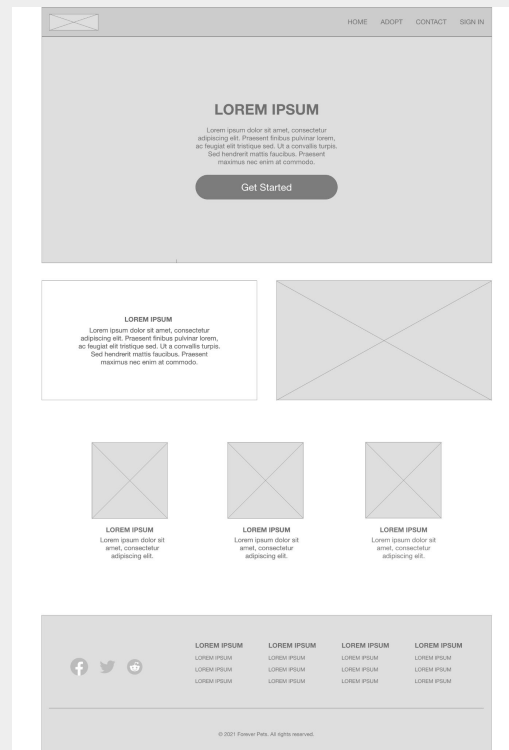 HOME ADOPT CONTACT SIGN IN
LOREM IPSUM
Lorem ipsum dolor sit amet, consectetur
adipiscing elit. Praesent finibus pulvinar lorem,
ac feugiat elit tristique sed. Ut a convallis turpis.
Sed hendrerit mattis faucibus. Praesent
maximus nec enim at commodo.
Get Started
LOREM IPSUM
Lorem ipsum dolor sit amet, consectetur
adipiscing elit. Praesent finibus pulvinar lorem,
ac feugiat elit tristique sed. Ut a convallis turpis.
Sed hendrerit mattis faucibus. Praesent
maximus nec enim at commodo.
LOREM IPSUM
Lorem ipsum dolor sit
amet, consectetur
adipiscing elit.
LOREM IPSUM
Lorem ipsum dolor sit
amet, consectetur
adipiscing elit.
LOREM IPSUM
Lorem ipsum dolor sit
amet, consectetur
adipiscing elit.
LOREM IPSUM LOREM IPSUM LOREM IPSUM LOREM IPSUM
LOREM IPSUM LOREM IPSUM LOREM IPSUM LOREM IPSUM
LOREM IPSUM LOREM IPSUM LOREM IPSUM LOREM IPSUM
LOREM IPSUM LOREM IPSUM LOREM IPSUM LOREM IPSUM
© 2021 Forever Pets. All rights reserved.